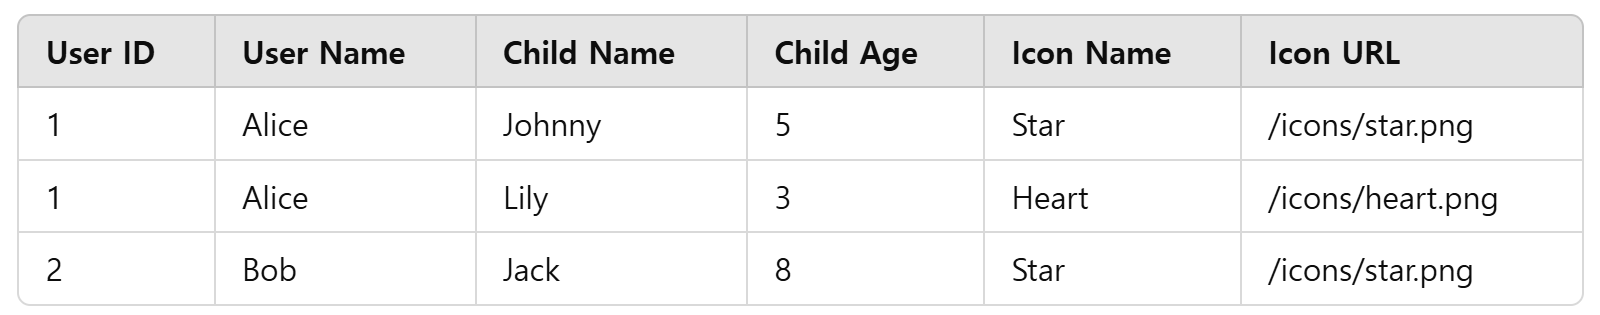 User ID User Name Child Name Child Age Icon Name Icon URL
1 Alice Johnny 5 Star /icons/star.png
1 Alice Lily 3 Heart /icons/heart.png
2 Bob Jack 8 Star /icons/star.png